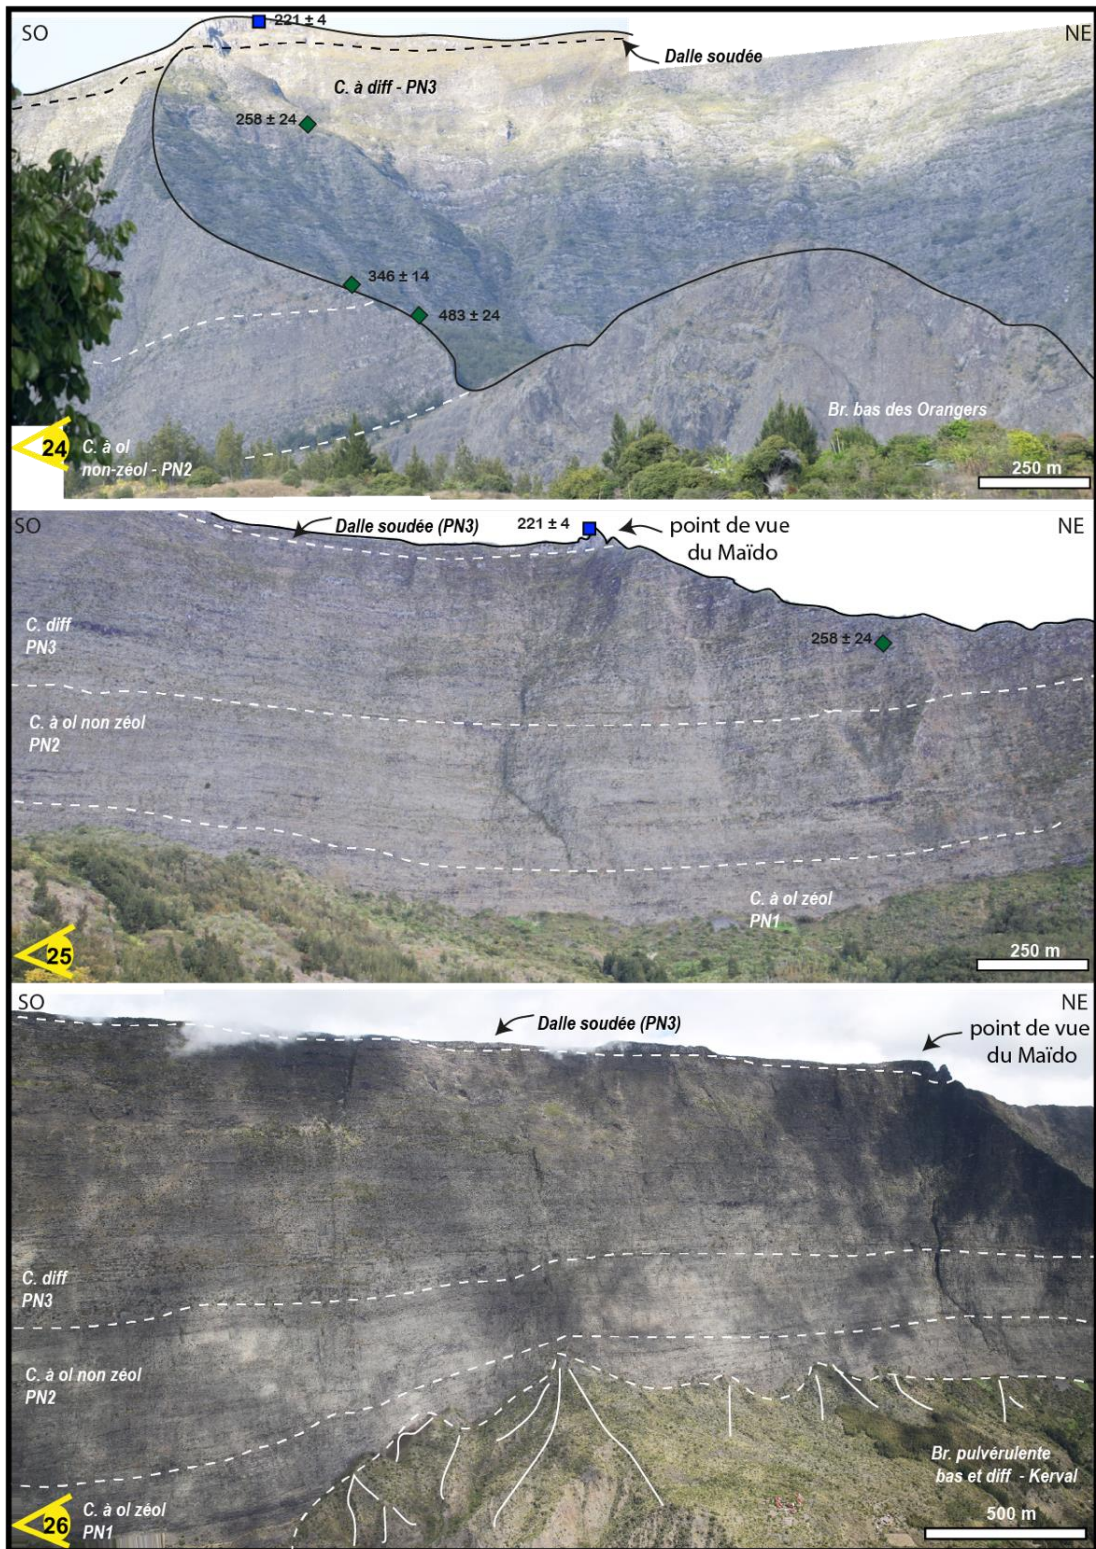 SO
221 ± 4
NE
Dalle soudée
C. à diff - PN3
258 ± 24
346 ± 14
483 ± 24
Br. bas des Orangers
24
C. à ol
non-zéol - PN2
250 m
SO
Dalle soudée (PN3)
221 ± 4
point de vue
du Maïdo
NE
C. diff
PN3
258 ± 24
C. à ol non zéol
PN2
C. à ol zéol
PN1
25
250 m
SO
Dalle soudée (PN3)
NE
point de vue
du Maïdo
C. diff
PN3
C. à ol non zéol
PN2
Br. pulvérulente
bas et diff - Kerval
26
C. à ol zéol
PN1
500 m